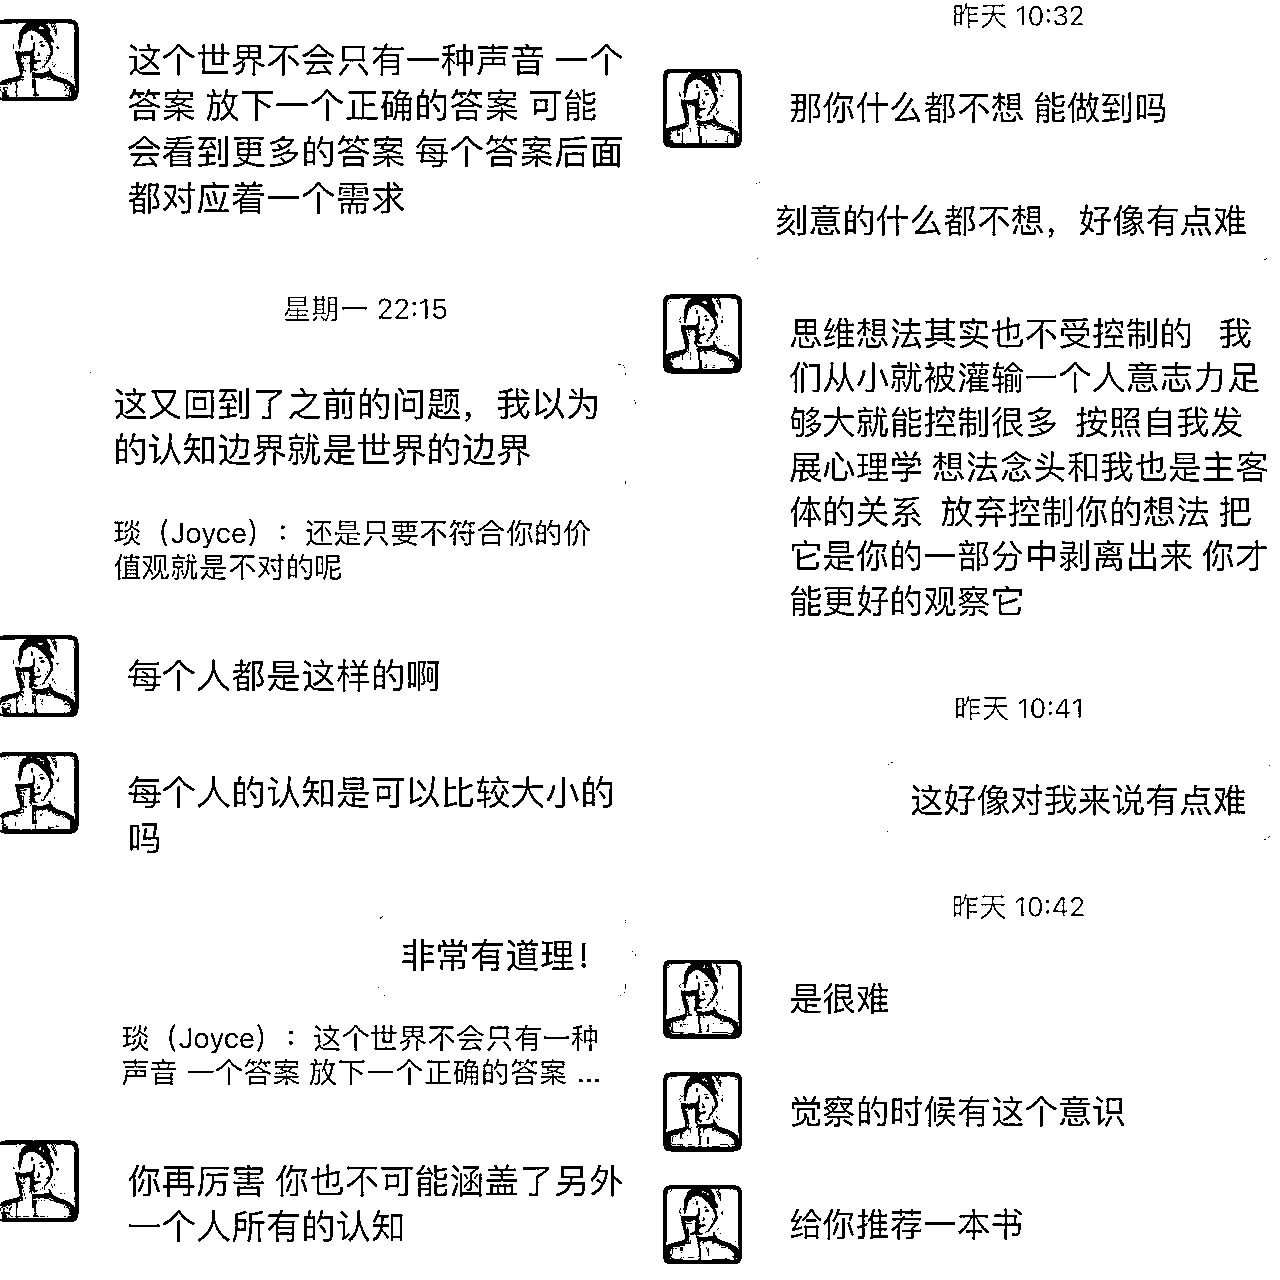 这个世界不会只有一种声音 一个
答案 放下一个正确的答案 可能
会看到更多的答案 每个答案后面
都对应着一个需求
星期一 22:15
这又回到了之前的问题，我以为
的认知边界就是世界的边界
琰（Joyce）：还是只要不符合你的价
值观就是不对的呢
每个人都是这样的啊
每个人的认知是可以比较大小的
吗
非常有道理！
琰（Joyce）：这个世界不会只有一种
声音 一个答案 放下一个正确的答案 ...
你再厉害 你也不可能涵盖了另外
一个人所有的认知
昨天 10:32
那你什么都不想 能做到吗
刻意的什么都不想，好像有点难
思维想法其实也不受控制的 我
们从小就被灌输一个人意志力足
够大就能控制很多 按照自我发
展心理学 想法念头和我也是主客
体的关系 放弃控制你的想法 把
它是你的一部分中剥离出来 你才
能更好的观察它
昨天 10:41
这好像对我来说有点难
昨天 10:42
是很难
觉察的时候有这个意识
给你推荐一本书